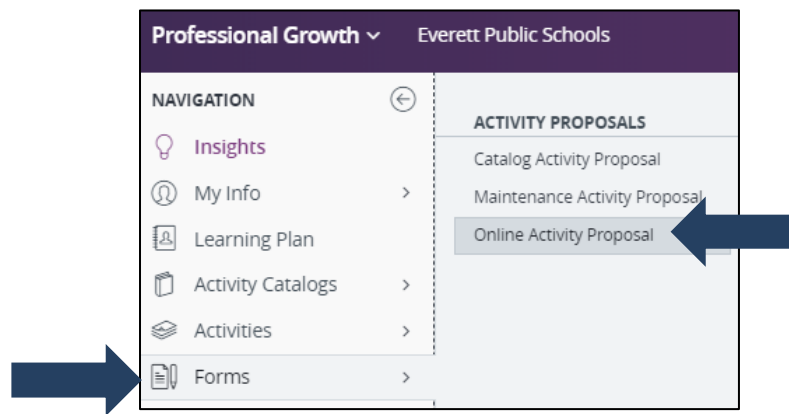 Professional Growth Everett Public Schools
NAVIGATION
Insights
My Info
Learning Plan
Activity Catalogs
Activities
Forms
ACTIVITY PROPOSALS
Catalog Activity Proposal
Maintenance Activity Proposal
Online Activity Proposal